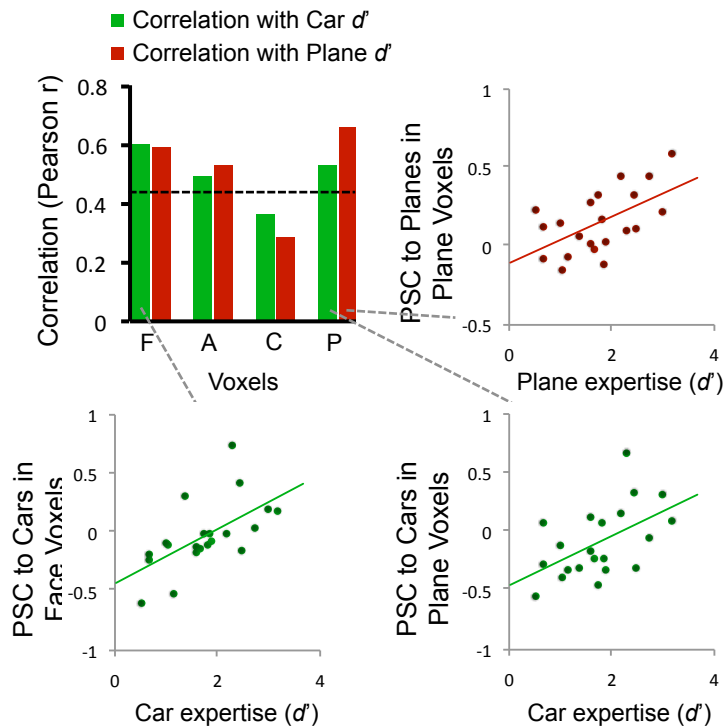 Correlation with Car d'
Correlation with Plane d'
Correlation (Pearson r)
0.8
0.6
0.4
0.2
0
F A C P
Voxels
PSC to Planes in
Plane Voxels
1
0.5
0
-0.5
0 2 4
Plane expertise (d')
PSC to Cars in
Face Voxels
1
0.5
0
-0.5
-1
0 2 4
Car expertise (d')
PSC to Cars in
Plane Voxels
1
0.5
0
-0.5
-1
0 2 4
Car expertise (d')